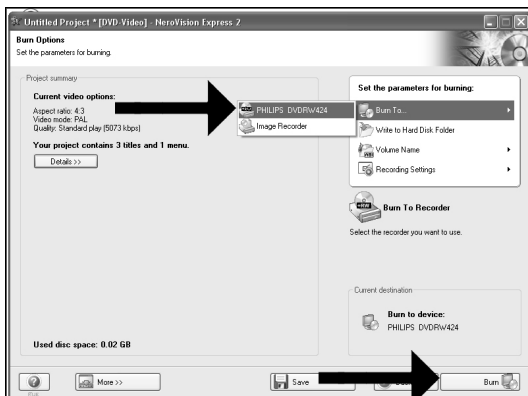 Untitled Project *[DVD-Video] - NeroVision Express 2
Burn Options
Set the parameters for burning.
Project summary
Current video options:
Aspect ratio: 4:3
Video mode: PAL
Quality: Standard play (5073 kbps)
Your project contains 3 titles and 1 menu.
Details >>
Used disc space: 0.02 GB
PHILIPS DVDRW424
Image Recorder
Set the parameters for burning:
Burn To...
Write to Hard Disk Folder
Volume Name
Recording Settings
Burn To Recorder
Select the recorder you want to use.
Current destination
Burn to device:
PHILIPS DVDRW424
More >>
Save
Burn